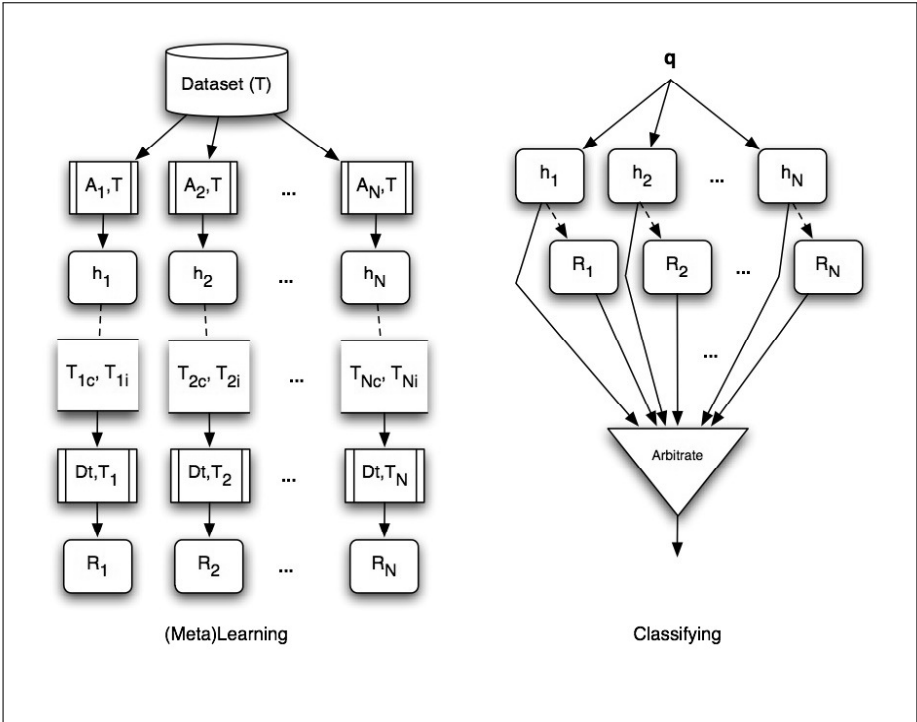 Dataset (T)
A1,T A2,T ... AN,T
h1 h2 ... hN
T1c, T1i T2c, T2i ... TNc, TNi
Dt,T1 Dt,T2 ... Dt,TN
R1 R2 ... RN
(Meta)Learning
q
h1 h2 ... hN
R1 R2 ... RN
...
Arbitrate
Classifying